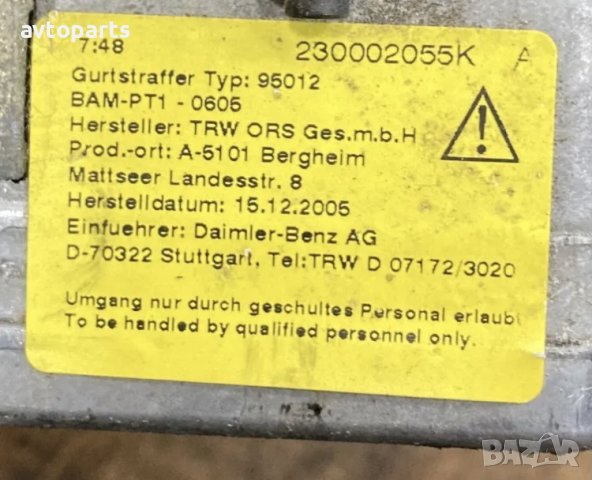 avtoparts
7:48 230002055K A
Gurtstraffer Typ: 95012
BAM-PT1 - 0605
Hersteller: TRW ORS Ges.m.b.H
Prod.-ort: A-5101 Bergheim
Mattseer Landesstr. 8
Herstelldatum: 15.12.2005
Einfuehrer: Daimler-Benz AG
D-70322 Stuttgart, Tel:TRW D 07172/3020
Umgang nur durch geschultes Personal erlaubt
To be handled by qualified personnel only.
BAZAR